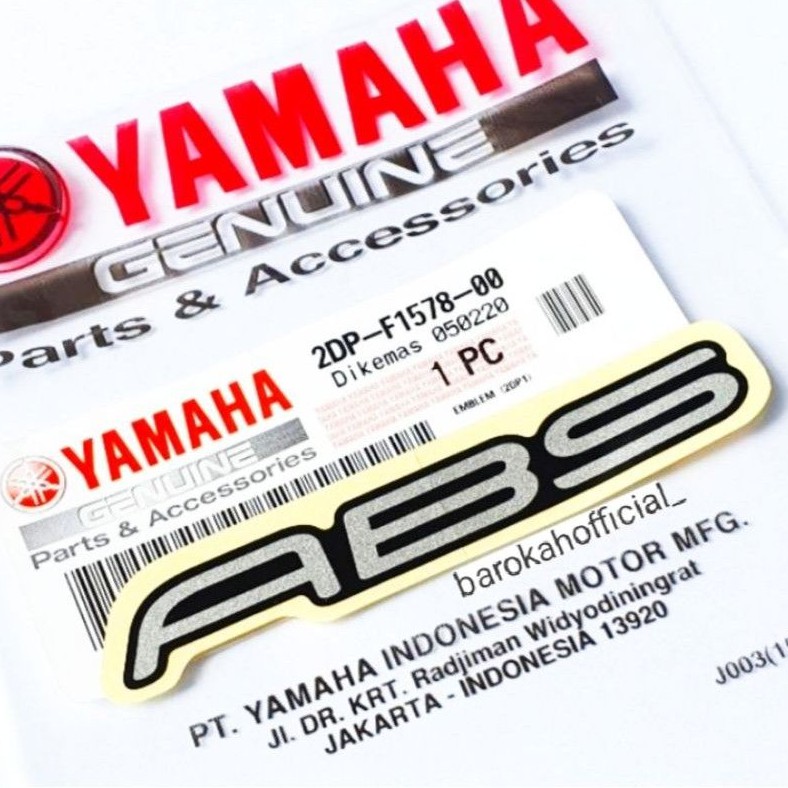 YAMAHA
GENUINE
Parts & Accessories
2DP-F1578-00
Dikemas 050220
1 PC
EMBLEM (2DP1)
YAMAHA
GENUINE
Parts & Accessories
ABS
barokahofficial_
PT. YAMAHA INDONESIA MOTOR MFG.
Jl. DR. KRT. Radjiman Widyodiningrat
JAKARTA - INDONESIA 13920